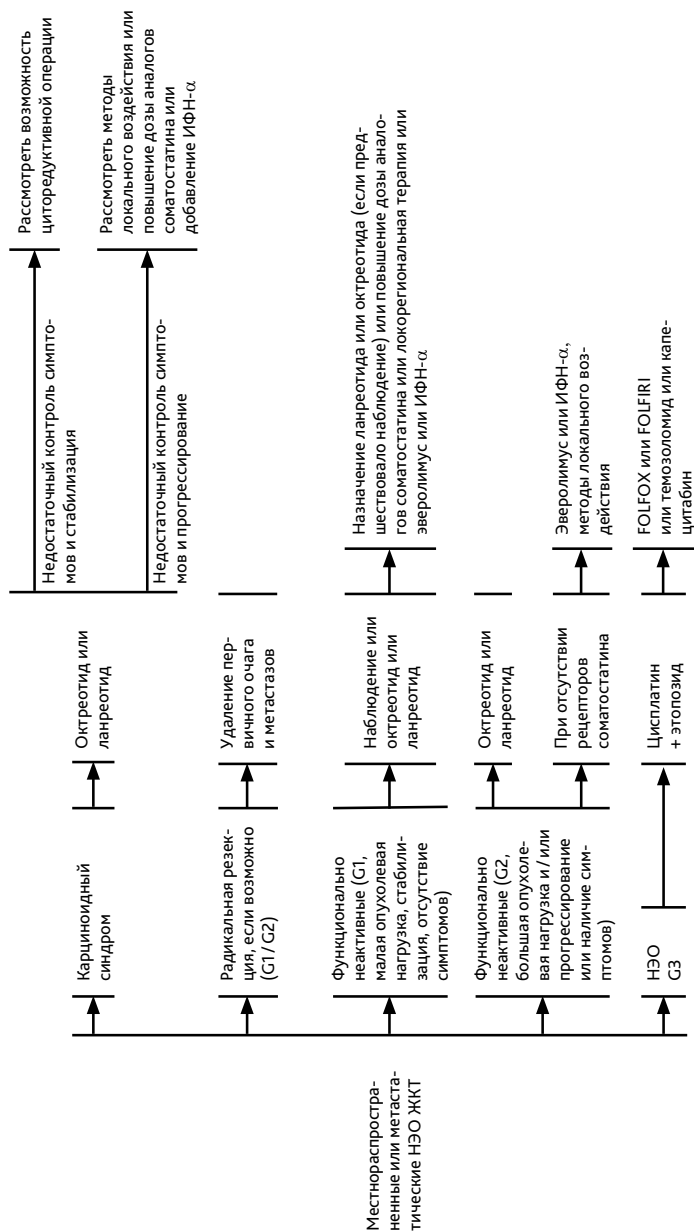 Местнораспростра-
ненные или метаста-
тические НЭО ЖКТ
Карциноидный
синдром
Октреотид или
ланреотид
Недостаточный контроль симпто-
мов и стабилизация
Рассмотреть возможность
циторедуктивной операции
Недостаточный контроль симпто-
мов и прогрессирование
Рассмотреть методы
локального воздействия или
повышение дозы аналогов
соматостатина или
добавление ИФН-α
Радикальная резек-
ция, если возможно
(G1/G2)
Удаление пер-
вичного очага
и метастазов
Функционально
неактивные (G1,
малая опухолевая
нагрузка, стабили-
зация, отсутствие
симптомов)
Наблюдение или
октреотид или
ланреотид
Назначение ланреотида или октреотида (если пред-
шествовало наблюдение) или повышение дозы анало-
гов соматостатина или локорегиональная терапия или
эверолимус или ИФН-α
Функционально
неактивные (G2,
большая опухоле-
вая нагрузка и/или
прогрессирование
или наличие сим-
птомов)
Октреотид или
ланреотид
При отсутствии
рецепторов
соматостатина
Эверолимус или ИФН-α,
методы локального воз-
действия
НЭО
G3
Цисплатин
+ этопозид
FOLFOX или FOLFIRI
или темозоломид или капе-
цитабин